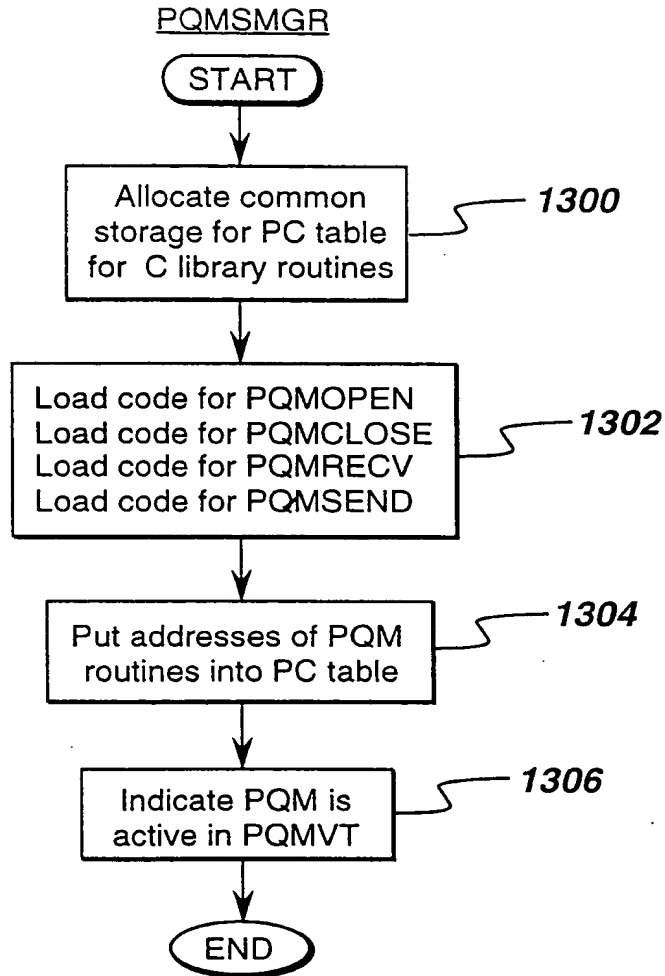 PQMSMGR
START
Allocate common
storage for PC table
for C library routines
1300
Load code for PQMOPEN
Load code for PQMCLOSE
Load code for PQMRECV
Load code for PQMSEND
1302
Put addresses of PQM
routines into PC table
1304
Indicate PQM is
active in PQMVT
1306
END